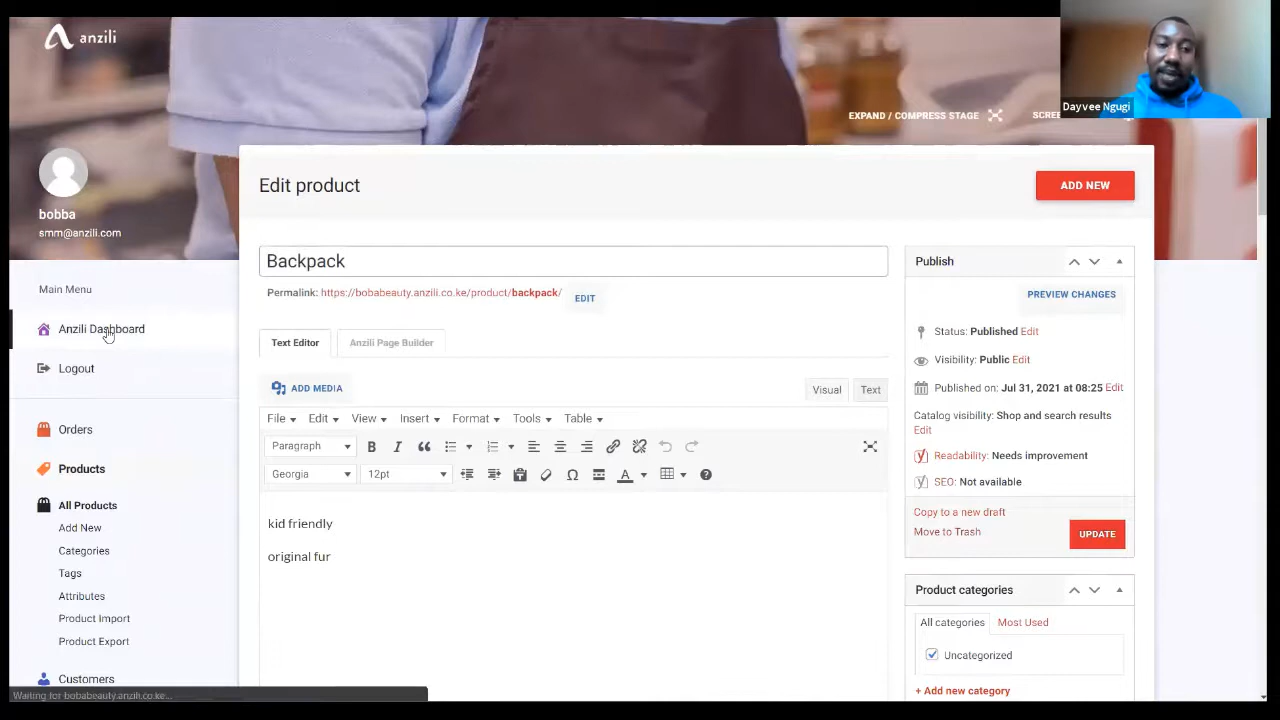 anzili
Dayvee Ngugi
EXPAND / COMPRESS STAGE
bobba
smm@anzili.com
Main Menu
Anzili Dashboard
Logout
Orders
Products
All Products
Add New
Categories
Tags
Attributes
Product Import
Product Export
Customers
Waiting for bobabeauty.anzili.co.ke...
Edit product
ADD NEW
Backpack
Permalink: https://bobabeauty.anzili.co.ke/product/backpack/ EDIT
Text Editor Anzili Page Builder
ADD MEDIA Visual Text
File Edit View Insert Format Tools Table
Paragraph
Georgia 12pt
kid friendly
original fur
Publish
PREVIEW CHANGES
Status: Published Edit
Visibility: Public Edit
Published on: Jul 31, 2021 at 08:25 Edit
Catalog visibility: Shop and search results
Edit
Readability: Needs improvement
SEO: Not available
Copy to a new draft
Move to Trash
UPDATE
Product categories
All categories Most Used
Uncategorized
+ Add new category